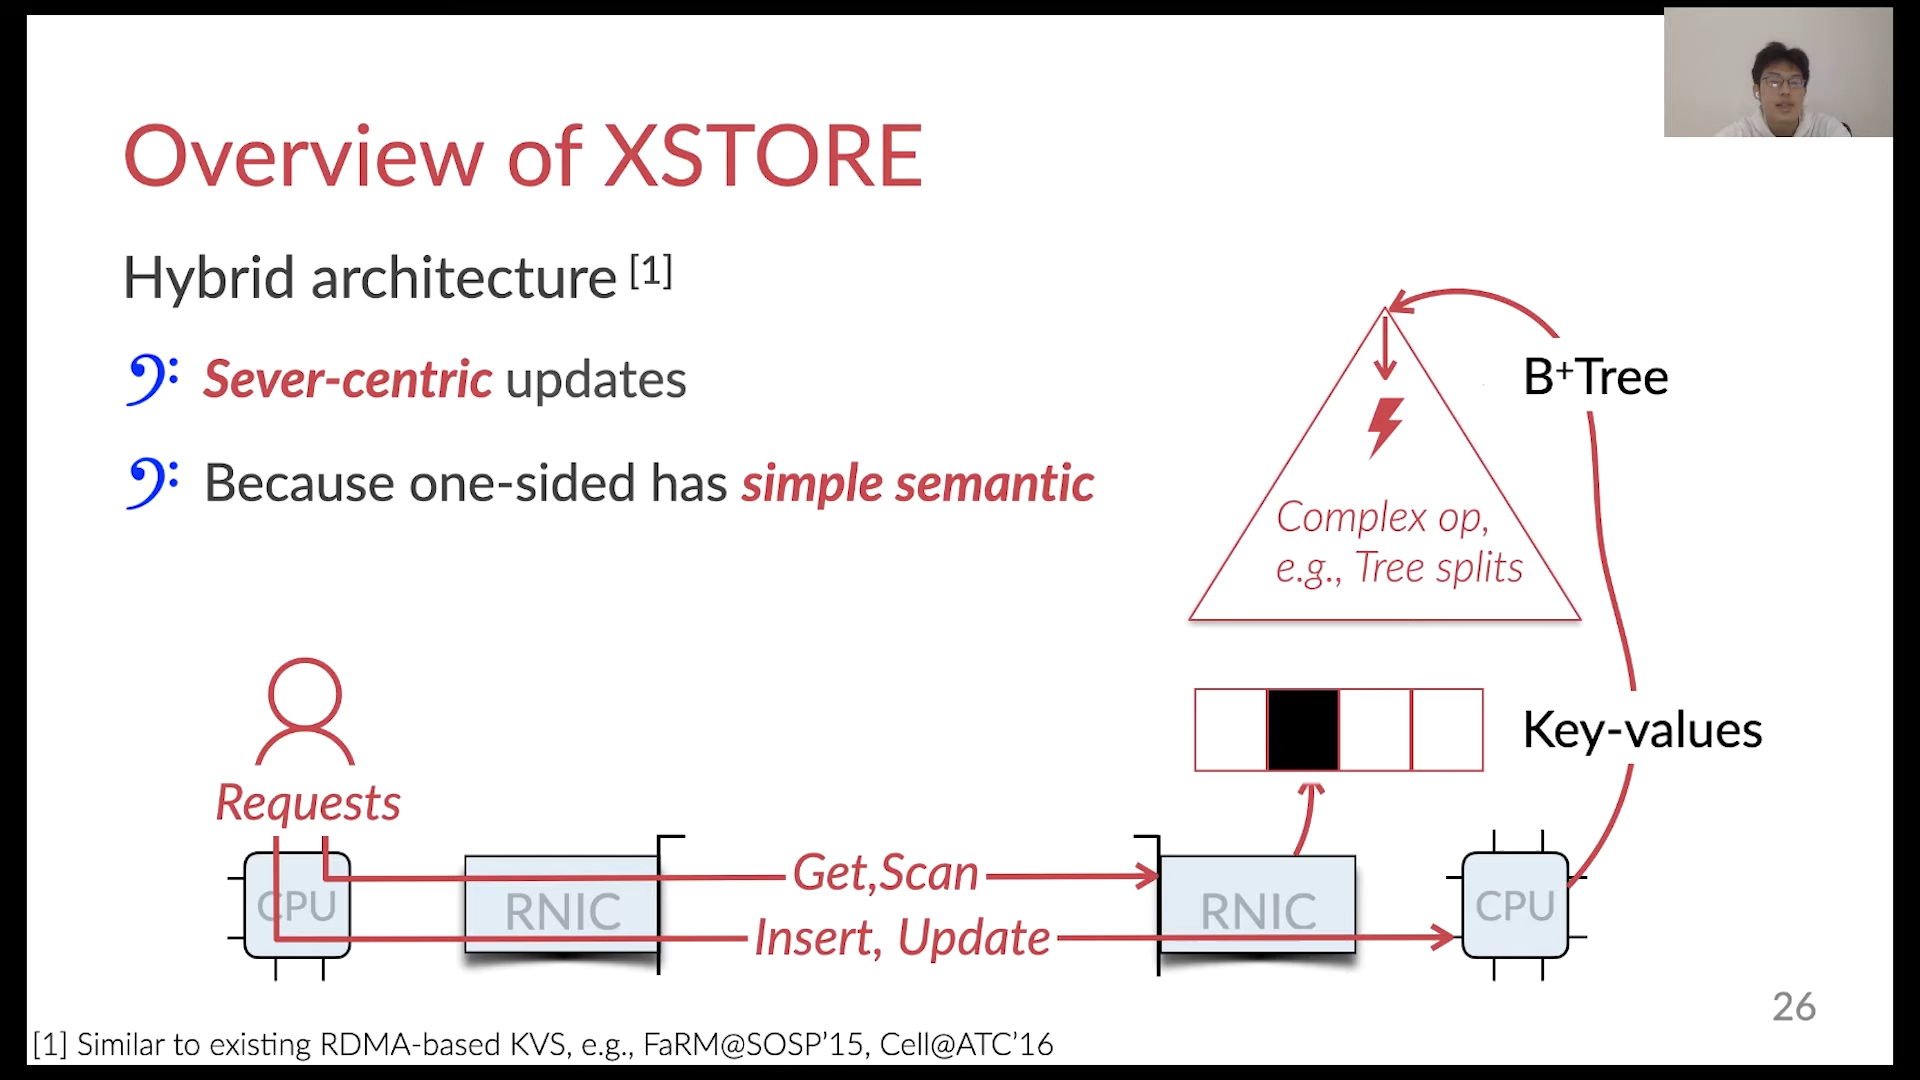 Overview of XSTORE
Hybrid architecture [1]
Sever-centric updates
Because one-sided has simple semantic
B+Tree
Complex op,
e.g., Tree splits
Key-values
Requests
CPU
RNIC
Get,Scan
Insert, Update
RNIC
CPU
26
[1] Similar to existing RDMA-based KVS, e.g., FaRM@SOSP'15, Cell@ATC'16